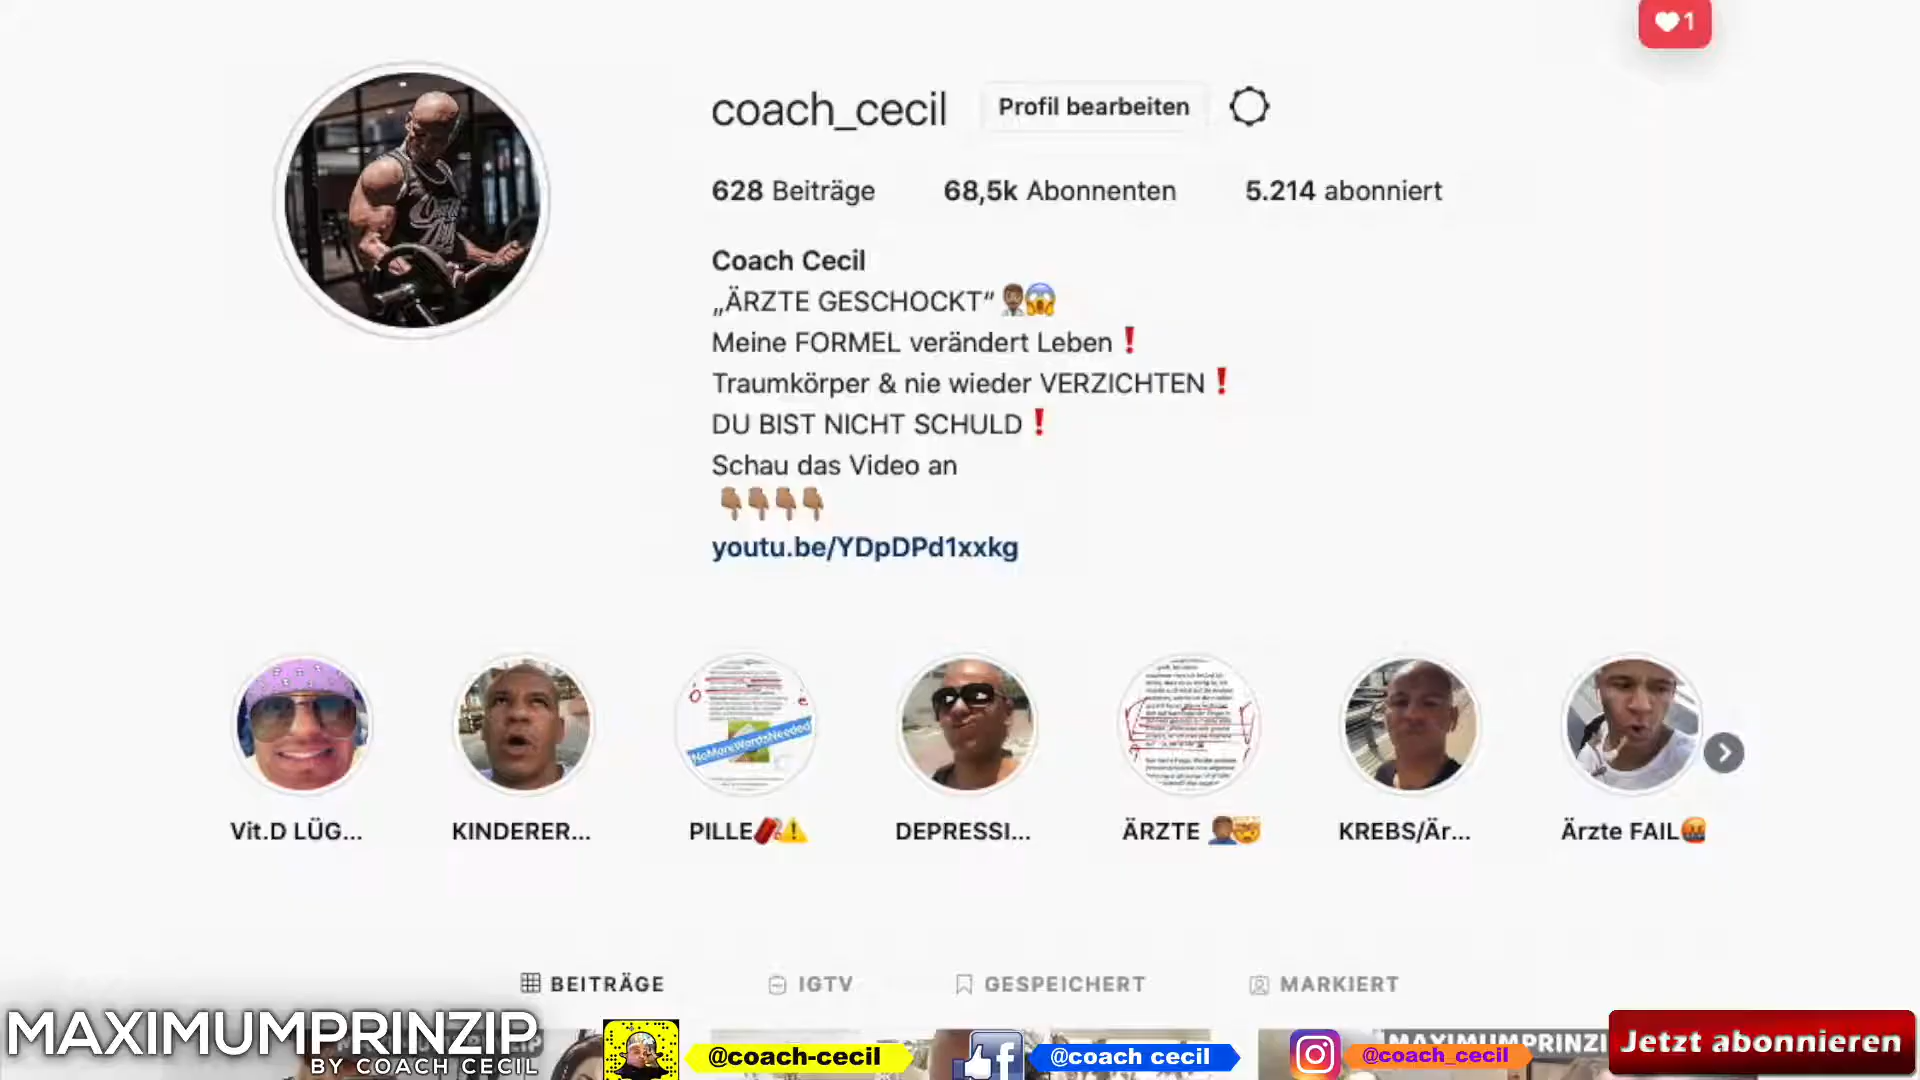 1
coach_cecil Profil bearbeiten
628 Beiträge 68,5k Abonnenten 5.214 abonniert
Coach Cecil
„ÄRZTE GESCHOCKT“
Meine FORMEL verändert Leben❗
Traumkörper & nie wieder VERZICHTEN❗
DU BIST NICHT SCHULD❗
Schau das Video an
youtu.be/YDpDPd1xxkg
NoMoreWordsNeeded
Vit.D LÜG... KINDERER... PILLE ⚠️ DEPRESSI... ÄRZTE KREBS/Är... Ärzte FAIL
BEITRÄGE IGTV GESPEICHERT MARKIERT
MAXIMUMPRINZIP
BY COACH CECIL
@coach-cecil @coach cecil @coach_cecil
MAXIMUMPRINZI
Jetzt abonnieren